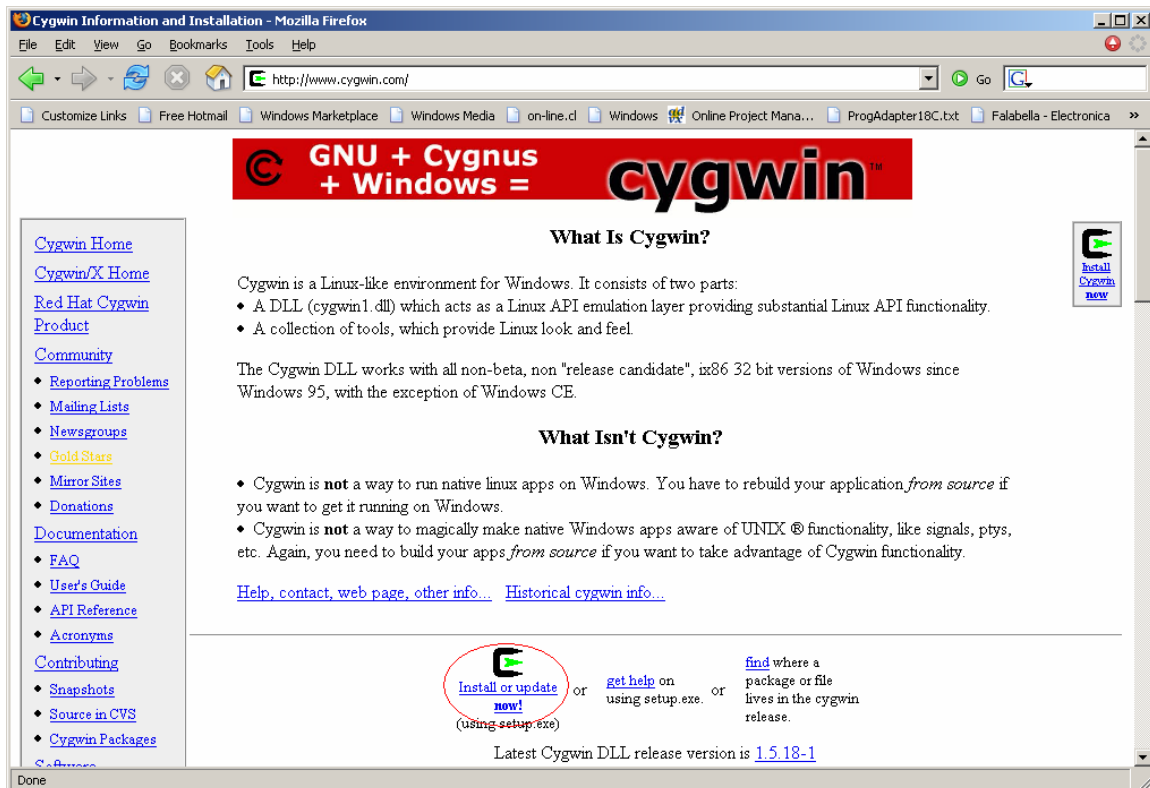 Cygwin Information and Installation - Mozilla Firefox
File Edit View Go Bookmarks Tools Help
http://www.cygwin.com/ Go G
Customize Links Free Hotmail Windows Marketplace Windows Media on-line.cl Windows Online Project Mana... ProgAdapter18C.txt Falabella - Electronica »
GNU + Cygnus
+ Windows =
cygwin™
Cygwin Home
Cygwin/X Home
Red Hat Cygwin
Product
Community
• Reporting Problems
• Mailing Lists
• Newsgroups
• Gold Stars
• Mirror Sites
• Donations
Documentation
• FAQ
• User's Guide
• API Reference
• Acronyms
Contributing
• Snapshots
• Source in CVS
• Cygwin Packages
Software
What Is Cygwin?
Cygwin is a Linux-like environment for Windows. It consists of two parts:
• A DLL (cygwin1.dll) which acts as a Linux API emulation layer providing substantial Linux API functionality.
• A collection of tools, which provide Linux look and feel.
The Cygwin DLL works with all non-beta, non "release candidate", ix86 32 bit versions of Windows since
Windows 95, with the exception of Windows CE.
What Isn't Cygwin?
• Cygwin is not a way to run native linux apps on Windows. You have to rebuild your application from source if
you want to get it running on Windows.
• Cygwin is not a way to magically make native Windows apps aware of UNIX ® functionality, like signals, ptys,
etc. Again, you need to build your apps from source if you want to take advantage of Cygwin functionality.
Help, contact, web page, other info... Historical cygwin info...
Install or update
now!
(using setup.exe)
or
get help on
using setup.exe.
or
find where a
package or file
lives in the cygwin
release.
Latest Cygwin DLL release version is 1.5.18-1
Install
Cygwin
now
Done